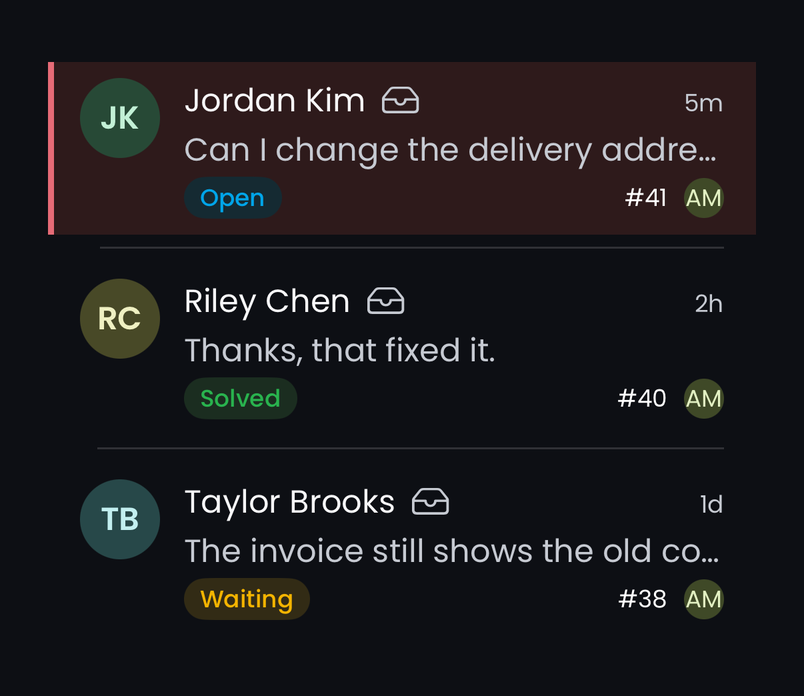 JK
Jordan Kim
5m
Can I change the delivery addre...
Open
#41
AM
RC
Riley Chen
2h
Thanks, that fixed it.
Solved
#40
AM
TB
Taylor Brooks
1d
The invoice still shows the old co...
Waiting
#38
AM